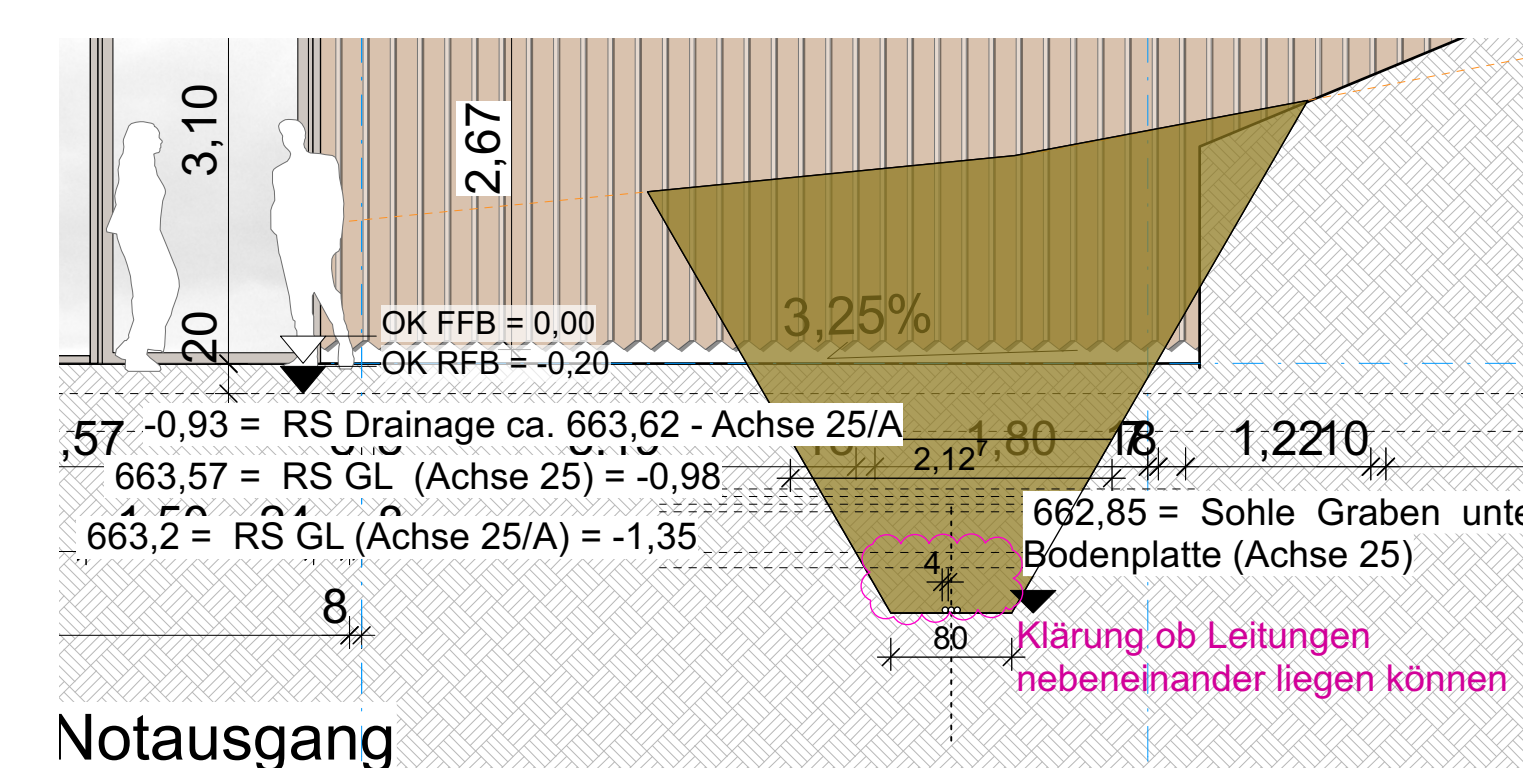 3,10
2,67
3,25%
20
OK FFB = 0,00
OK RFB = -0,20
-0,93 = RS Drainage ca. 663,62 - Achse 25/A
,57
1,80
1,22
10
2,12⁷
663,57 = RS GL (Achse 25) = -0,98
662,85 = Sohle Graben unte
Bodenplatte (Achse 25)
663,2 = RS GL (Achse 25/A) = -1,35
4
8
80
Klärung ob Leitungen
nebeneinander liegen können
Notausgang